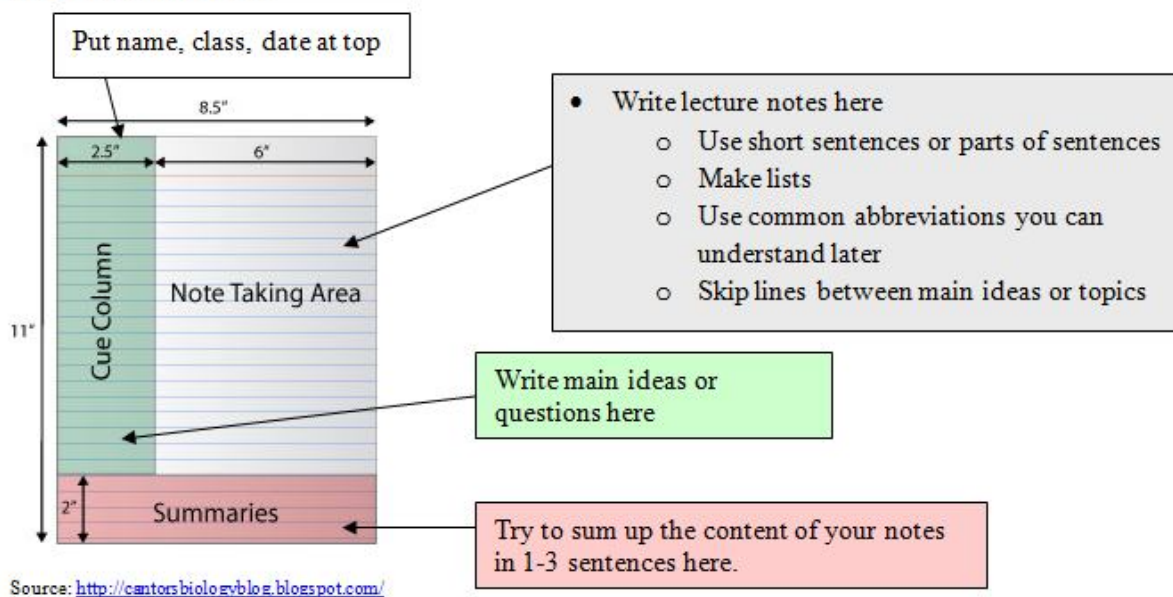 Put name, class, date at top
8.5"
2.5"
6"
11"
Cue Column
Note Taking Area
2"
Summaries
• Write lecture notes here
o Use short sentences or parts of sentences
o Make lists
o Use common abbreviations you can
understand later
o Skip lines between main ideas or topics
Write main ideas or
questions here
Try to sum up the content of your notes
in 1-3 sentences here.
Source: http://cantorsbiologyblog.blogspot.com/